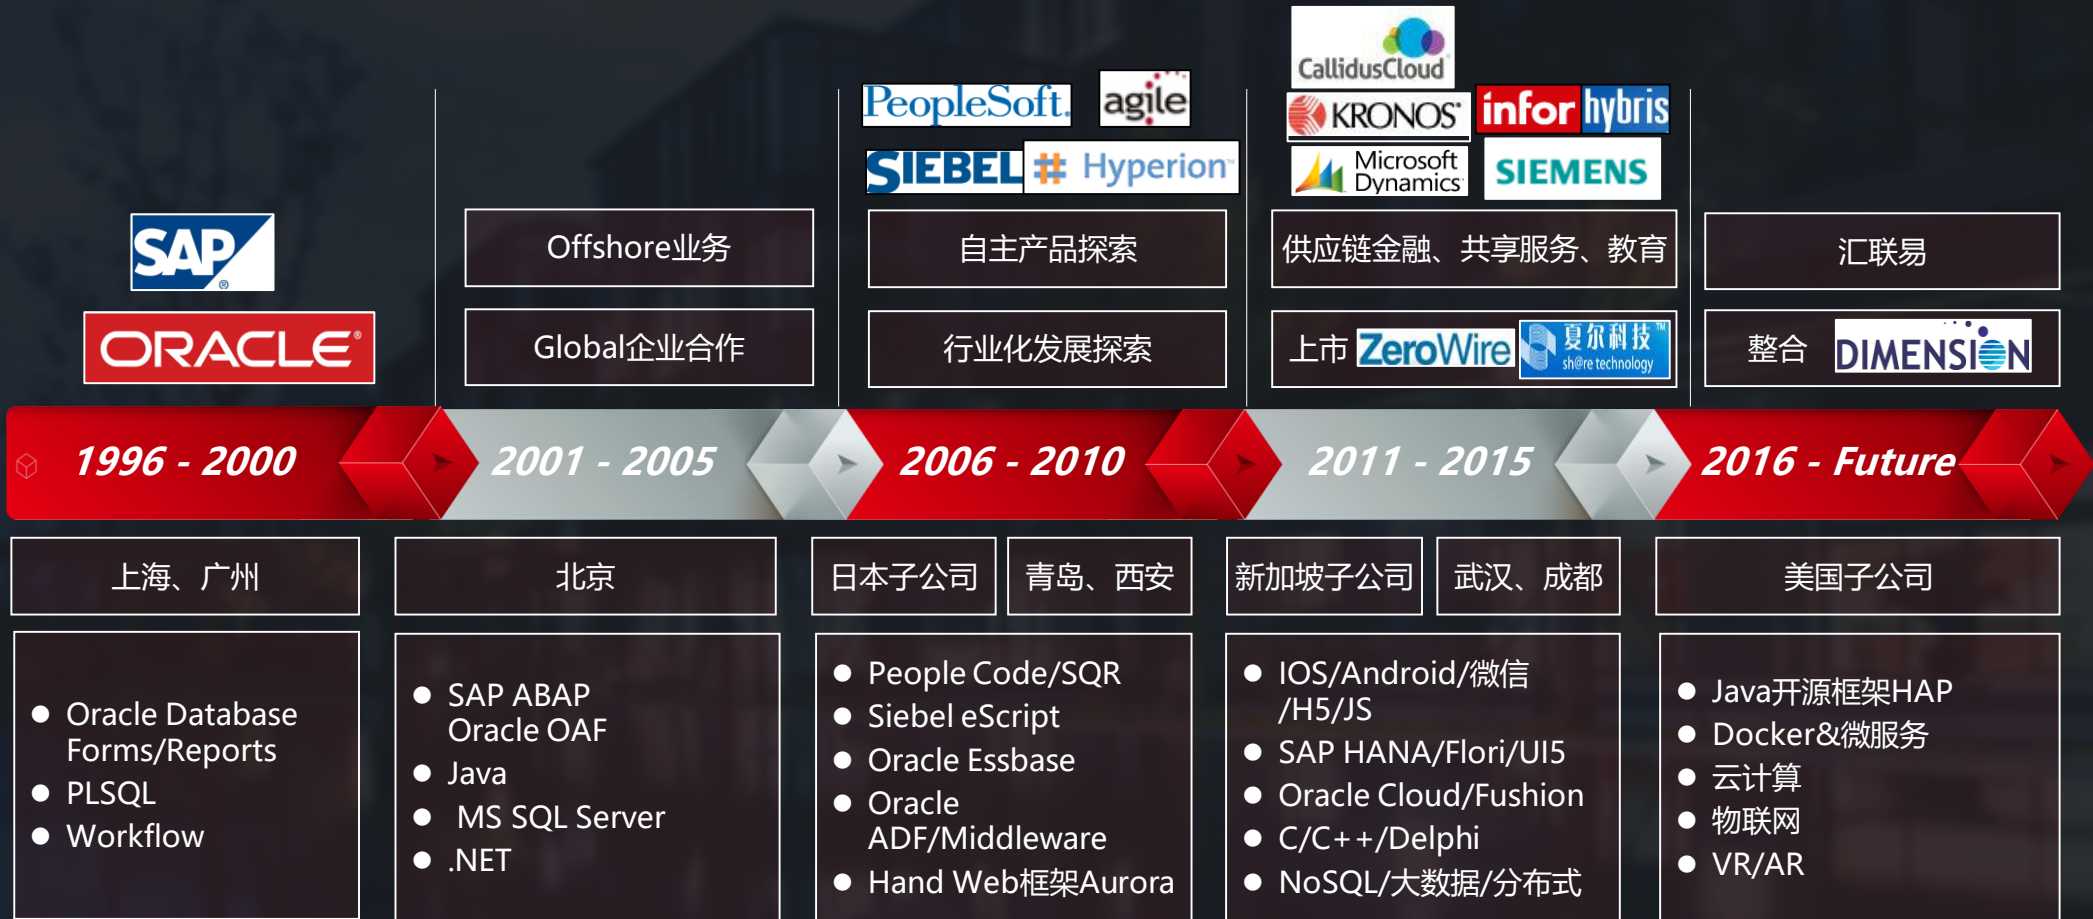 SAP
ORACLE
Offshore业务
Global企业合作
PeopleSoft.
agile
SIEBEL
Hyperion
自主产品探索
行业化发展探索
CallidusCloud
KRONOS
infor
hybris
Microsoft
Dynamics
SIEMENS
供应链金融、共享服务、教育
上市
ZeroWire
夏尔科技™
sh@re technology
汇联易
整合
DIMENSION
1996 - 2000
2001 - 2005
2006 - 2010
2011 - 2015
2016 - Future
上海、广州
北京
日本子公司
青岛、西安
新加坡子公司
武汉、成都
美国子公司
● Oracle Database
Forms/Reports
● PLSQL
● Workflow
● SAP ABAP
Oracle OAF
● Java
● MS SQL Server
● .NET
● People Code/SQR
● Siebel eScript
● Oracle Essbase
● Oracle
ADF/Middleware
● Hand Web框架Aurora
● IOS/Android/微信
/H5/JS
● SAP HANA/Flori/UI5
● Oracle Cloud/Fushion
● C/C++/Delphi
● NoSQL/大数据/分布式
● Java开源框架HAP
● Docker&微服务
● 云计算
● 物联网
● VR/AR